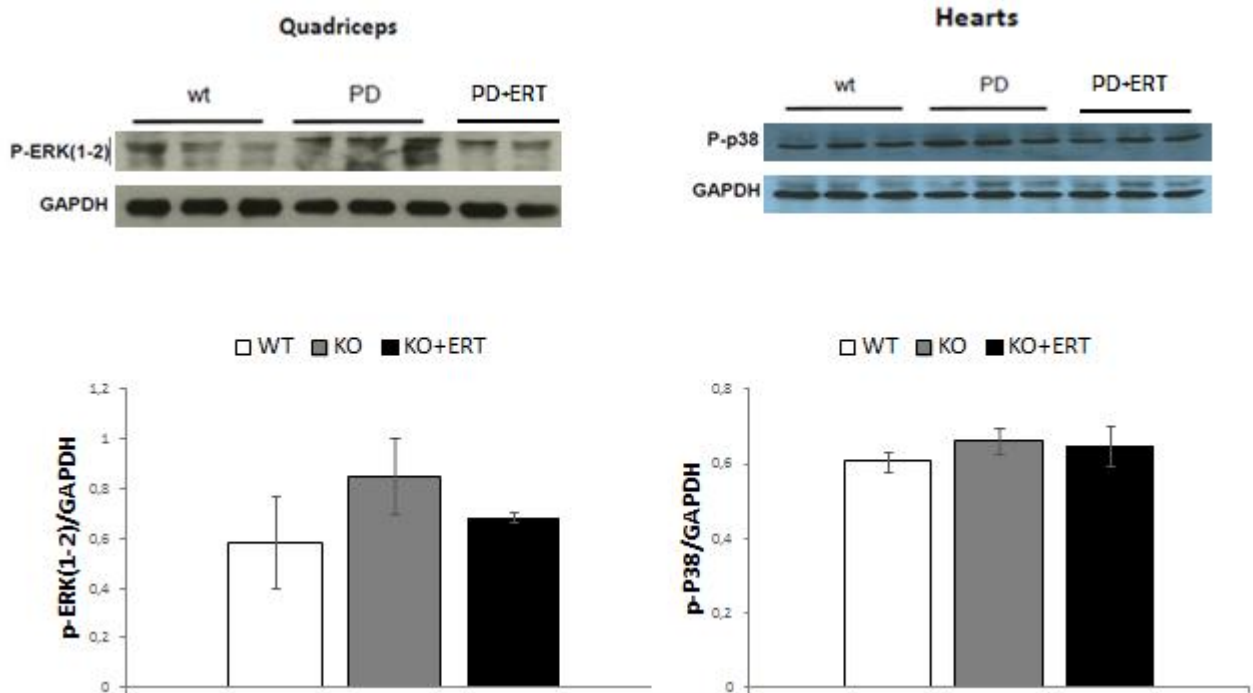 Quadriceps
wt PD PD+ERT
P-ERK(1-2)
GAPDH
Hearts
wt PD PD+ERT
P-p38
GAPDH
WT KO KO+ERT
p-ERK(1-2)/GAPDH
1,2
1
0,8
0,6
0,4
0,2
0
WT KO KO+ERT
p-P38/GAPDH
0,8
0,6
0,4
0,2
0